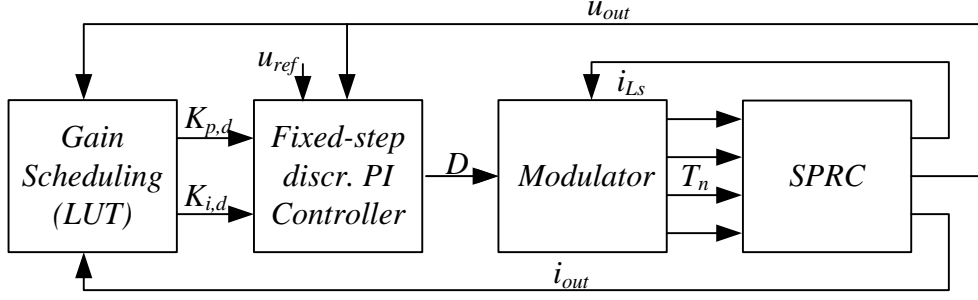 u_out
u_ref
i_Ls
Gain
Scheduling
(LUT)
K_p,d
K_i,d
Fixed-step
discr. PI
Controller
D
Modulator
T_n
SPRC
i_out